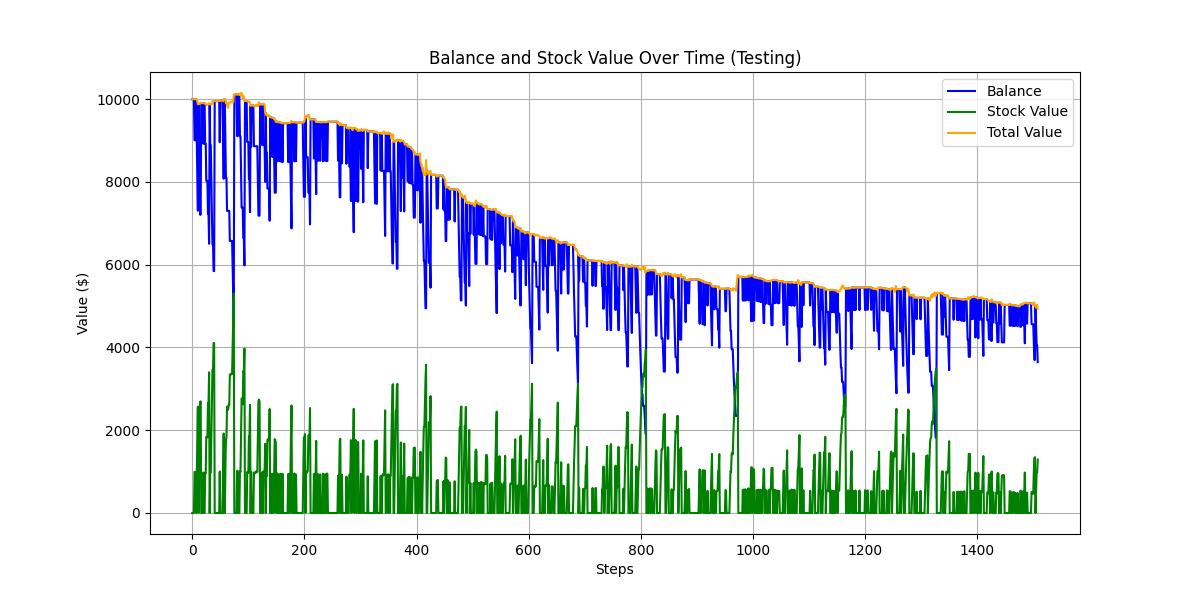 Balance and Stock Value Over Time (Testing)
Balance
Stock Value
Total Value
Value ($)
10000
8000
6000
4000
2000
0
0 200 400 600 800 1000 1200 1400
Steps